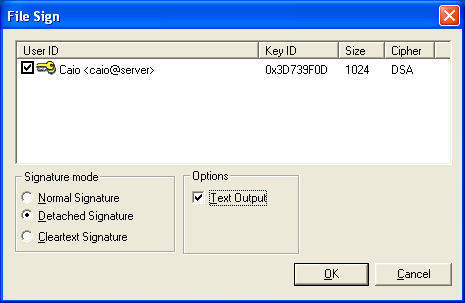 File Sign
User ID Key ID Size Cipher
Caio <caio@server> 0x3D739F0D 1024 DSA
Signature mode
Normal Signature
Detached Signature
Cleartext Signature
Options
Text Output
OK Cancel